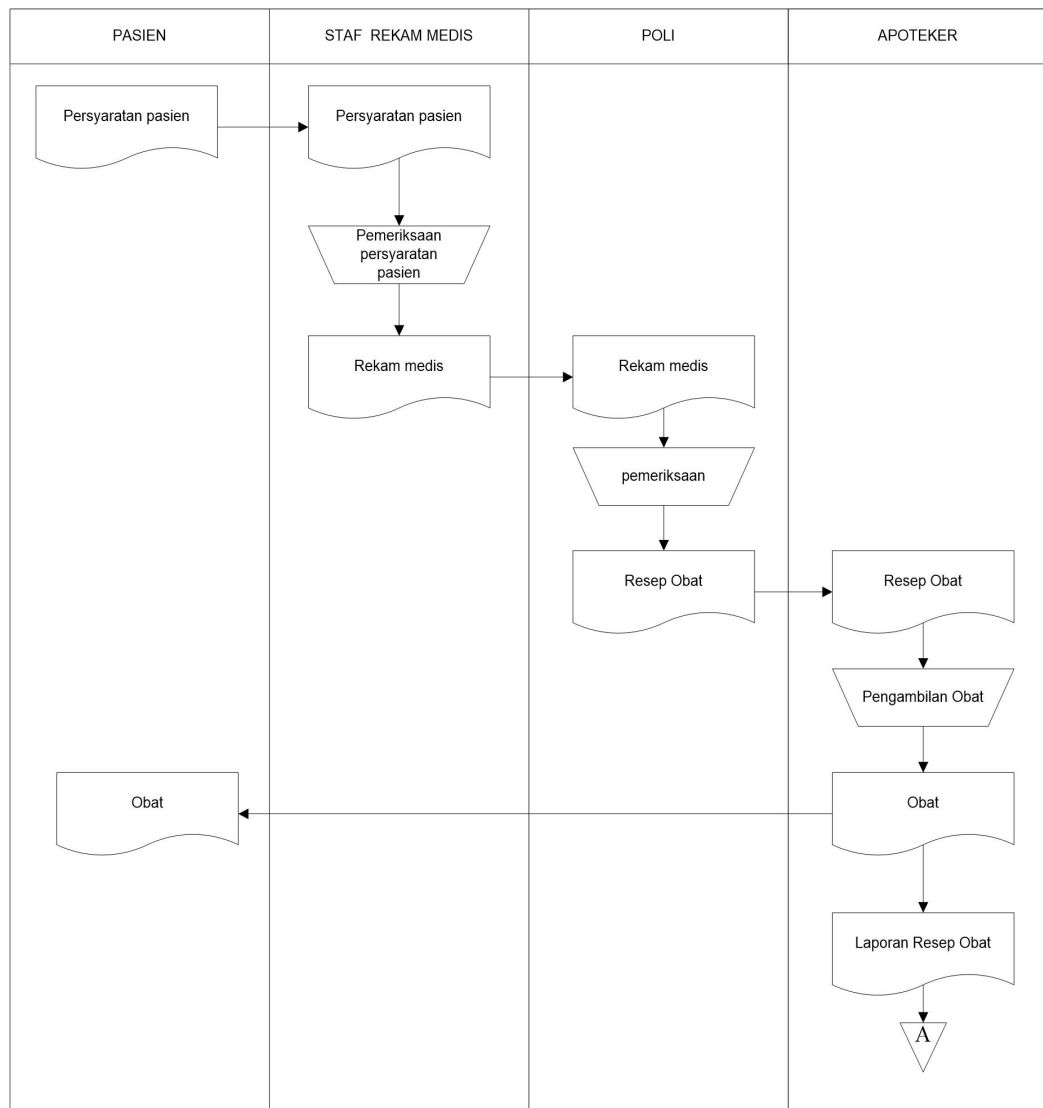 PASIEN
STAF REKAM MEDIS
POLI
APOTEKER
Persyaratan pasien
Persyaratan pasien
Pemeriksaan
persyaratan
pasien
Rekam medis
Rekam medis
pemeriksaan
Resep Obat
Resep Obat
Pengambilan Obat
Obat
Obat
Laporan Resep Obat
A